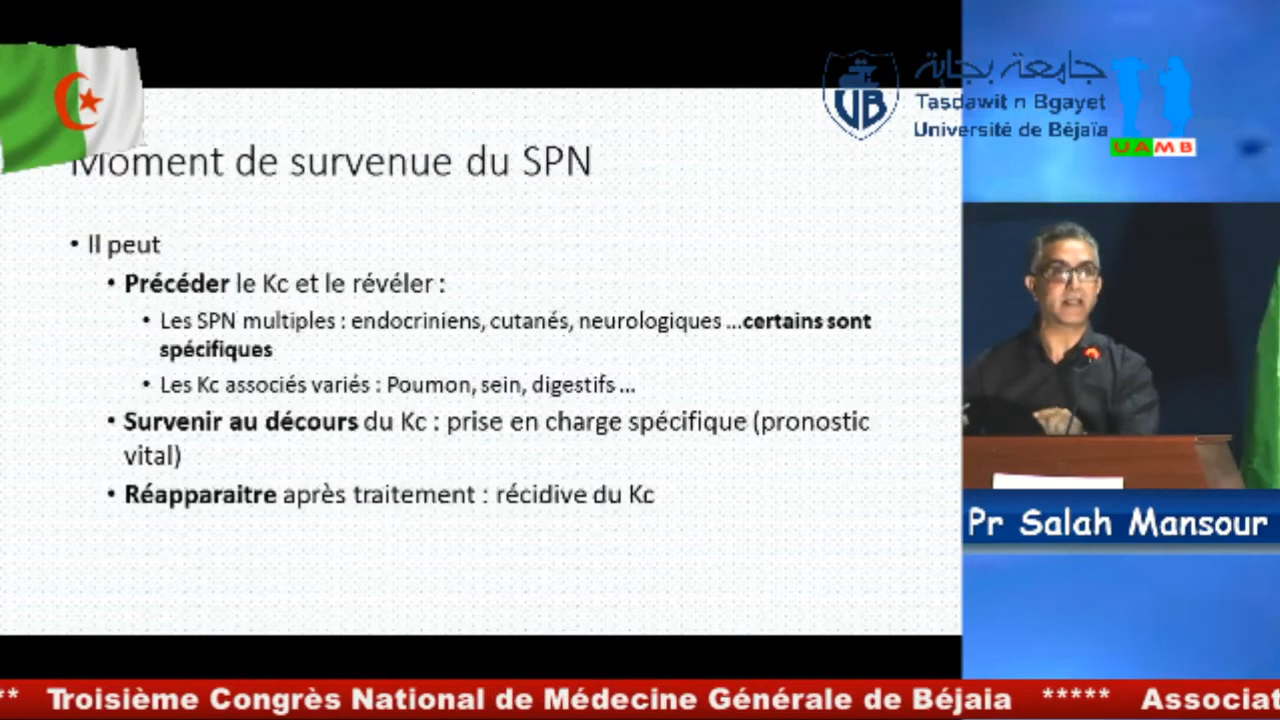 جامعة بجاية
Tasdawit n Bgayet
Université de Béjaïa
UB
UAMB
Moment de survenue du SPN
• Il peut
• Précéder le Kc et le révéler :
• Les SPN multiples : endocriniens, cutanés, neurologiques ...certains sont
spécifiques
• Les Kc associés variés : Poumon, sein, digestifs ...
• Survenir au décours du Kc : prise en charge spécifique (pronostic
vital)
• Réapparaitre après traitement : récidive du Kc
Pr Salah Mansour
** Troisième Congrès National de Médecine Générale de Béjaia ***** Associat